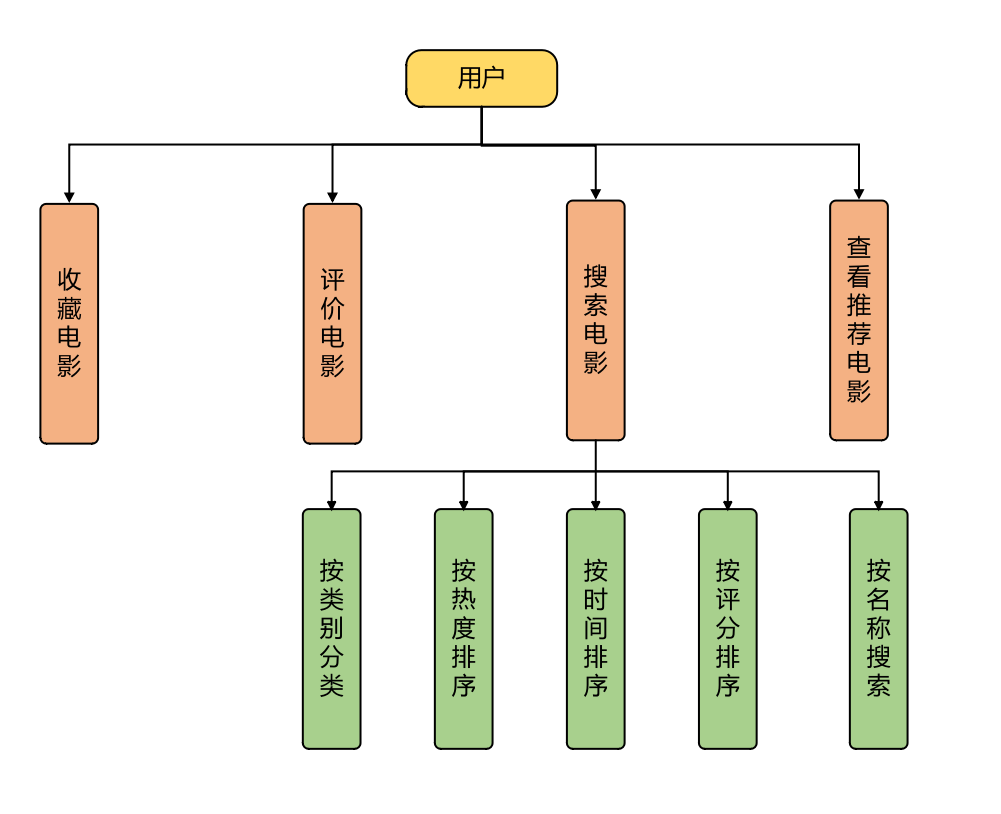 用户
收藏电影
评价电影
搜索电影
查看推荐电影
按类别分类
按热度排序
按时间排序
按评分排序
按名称搜索